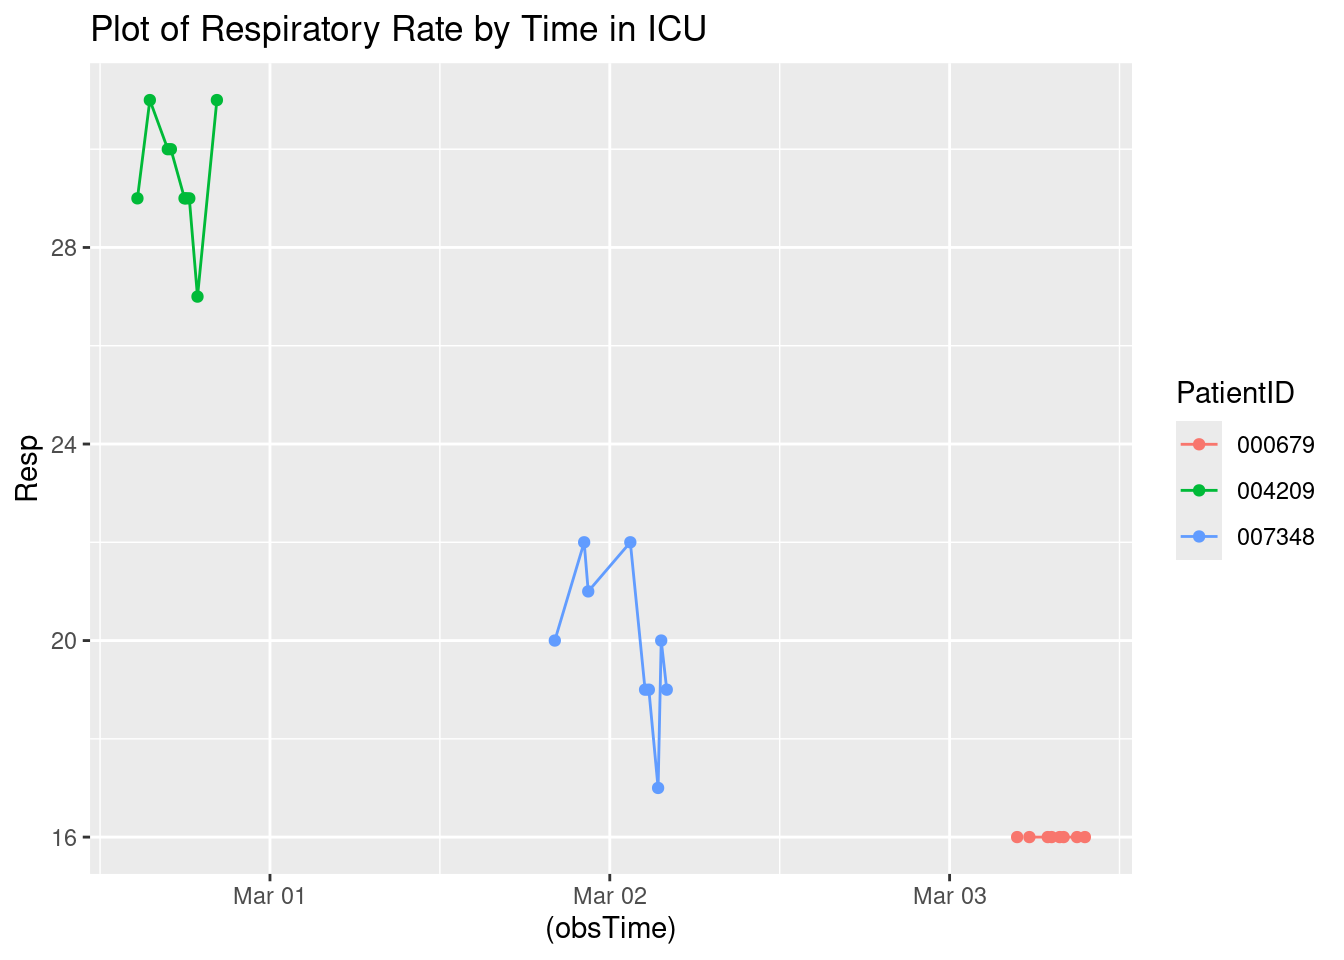 Plot of Respiratory Rate by Time in ICU
Resp
28
24
20
16
Mar 01
Mar 02
Mar 03
(obsTime)
PatientID
000679
004209
007348